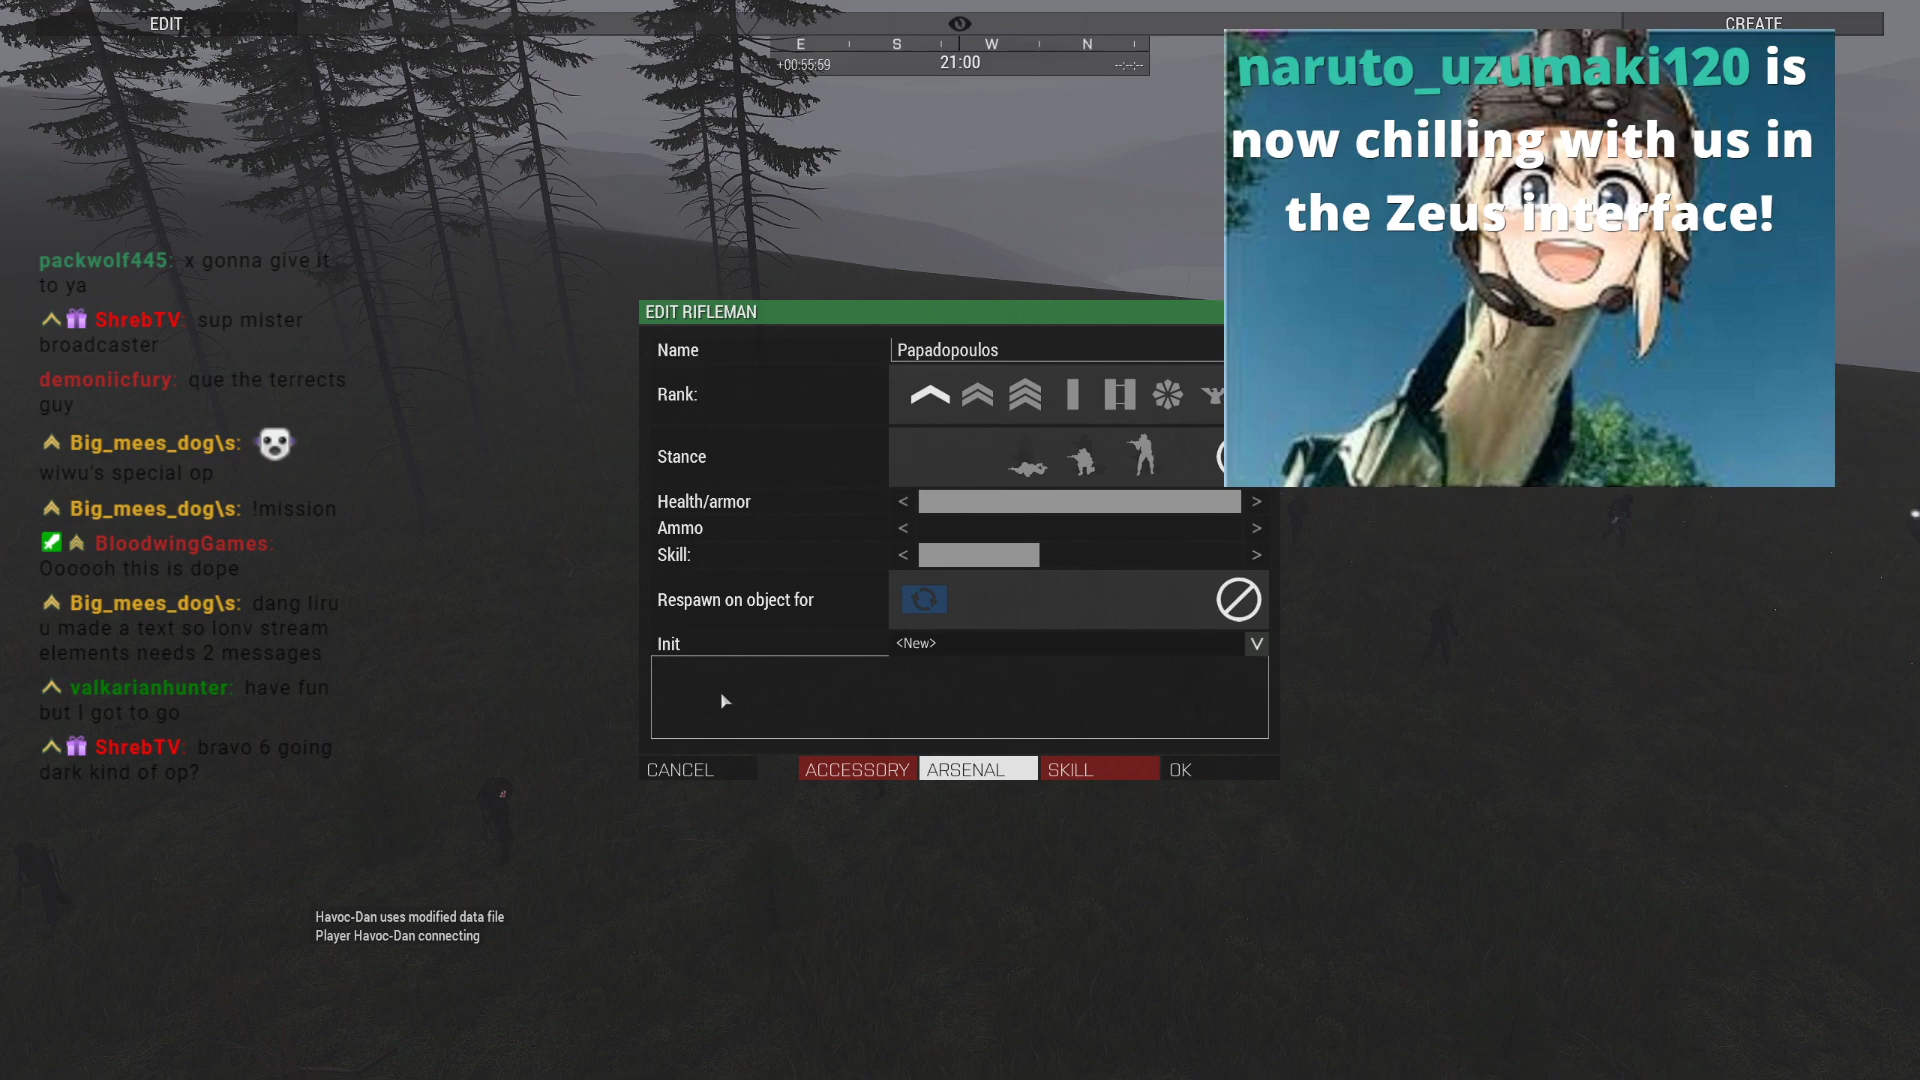 EDIT
CREATE
E S W N
+00:55:59 21:00 --:--:--
naruto_uzumaki120 is
now chilling with us in
the Zeus interface!
packwolf445: x gonna give it
to ya
ShrebTV: sup mister
broadcaster
demoniicfury: que the terrects
guy
Big_mees_dog\s:
wiwu's special op
Big_mees_dog\s: !mission
BloodwingGames:
Oooooh this is dope
Big_mees_dog\s: dang liru
u made a text so lonv stream
elements needs 2 messages
valkarianhunter: have fun
but I got to go
ShrebTV: bravo 6 going
dark kind of op?
EDIT RIFLEMAN
Name Papadopoulos
Rank:
Stance
Health/armor < >
Ammo < >
Skill: < >
Respawn on object for
Init <New> V
CANCEL ACCESSORY ARSENAL SKILL OK
Havoc-Dan uses modified data file
Player Havoc-Dan connecting